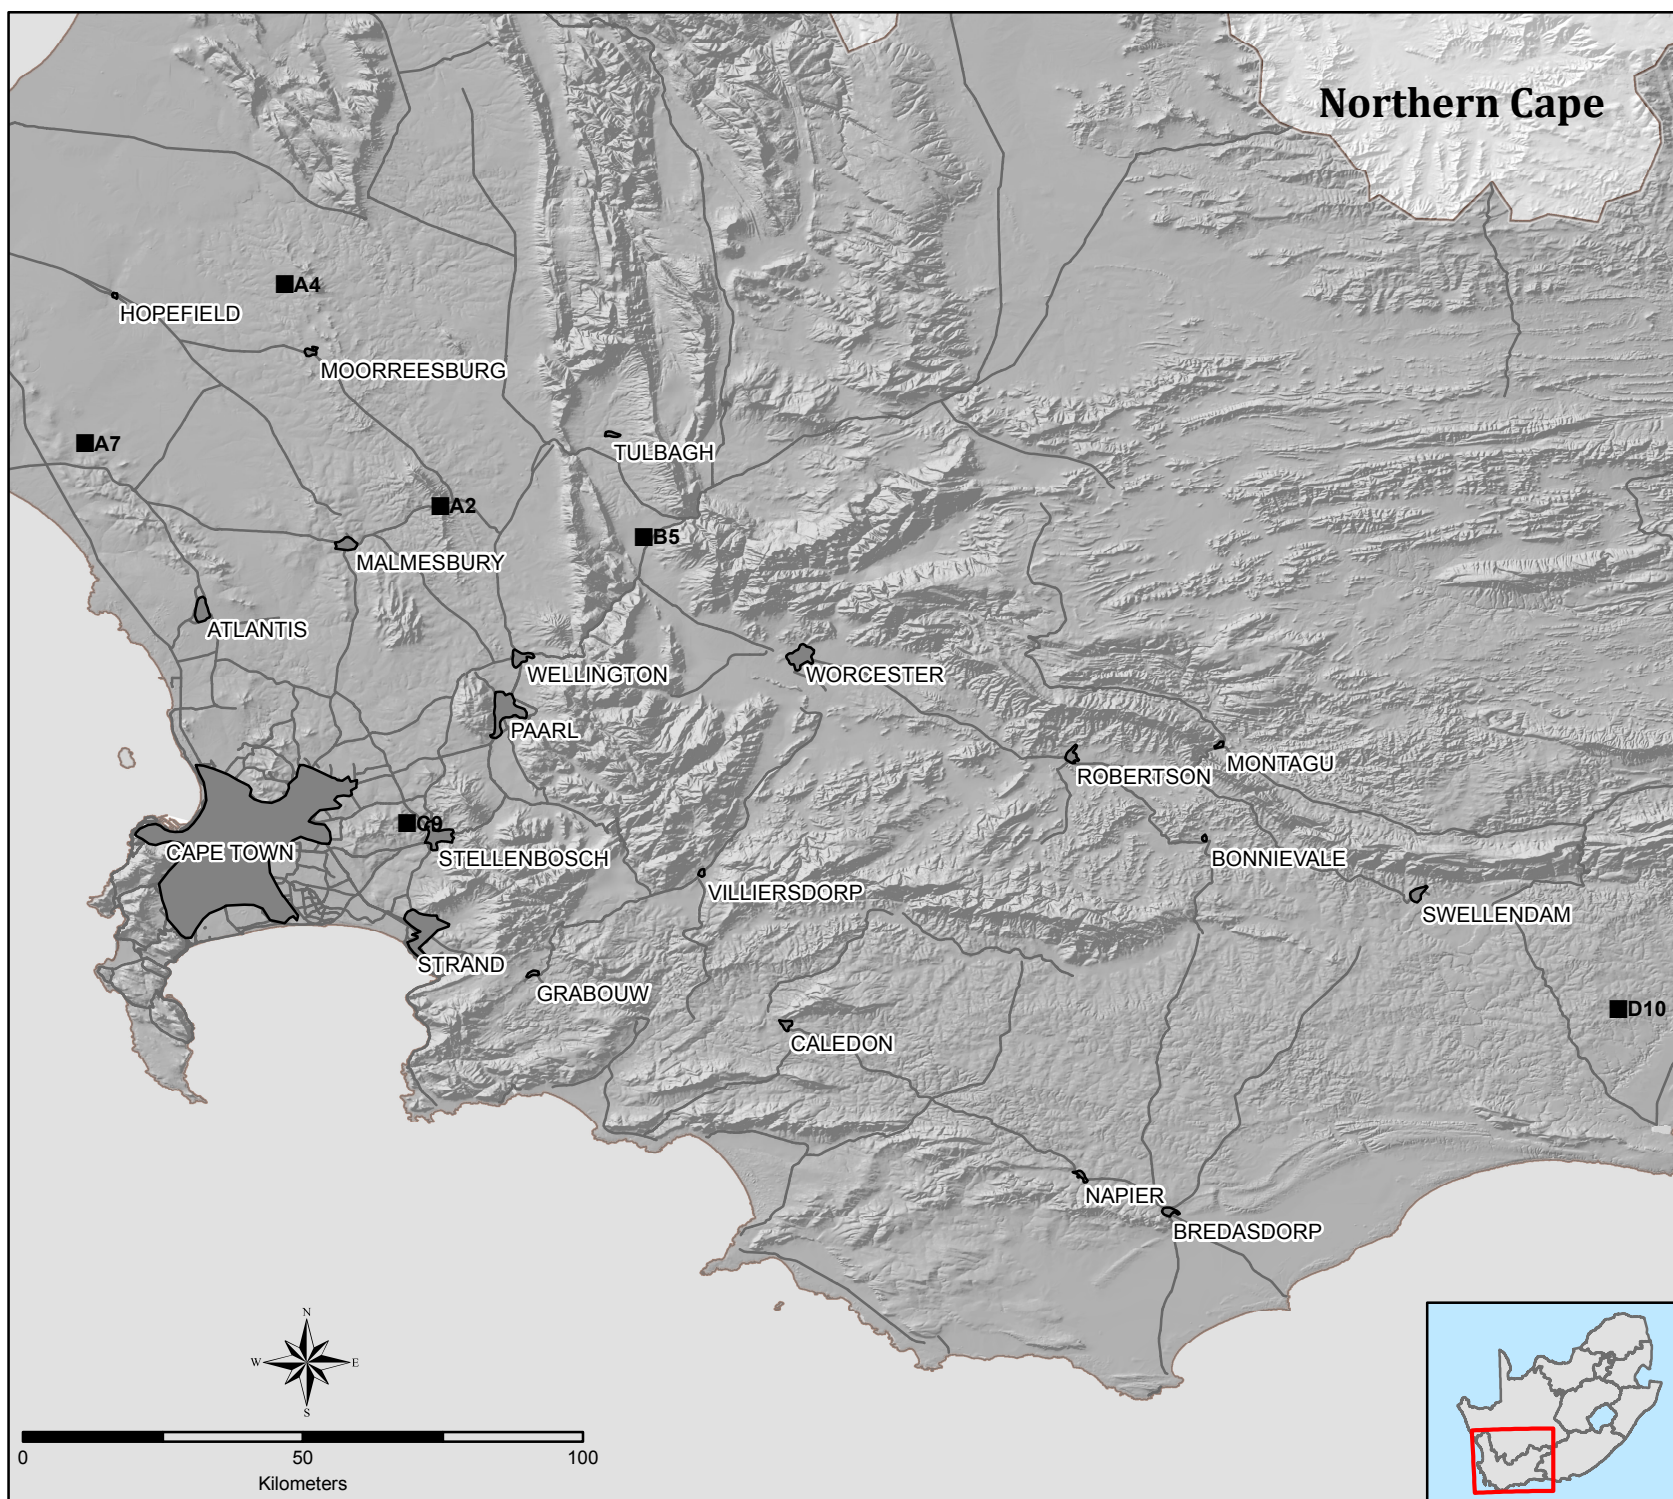 Northern Cape
A4
HOPEFIELD
MOORREESBURG
A7
TULBAGH
A2
B5
MALMESBURY
ATLANTIS
WELLINGTON
WORCESTER
PAARL
MONTAGU
ROBERTSON
C9
CAPE TOWN
STELLENBOSCH
BONNIEVALE
VILLIERSDORP
SWELLENDAM
STRAND
GRABOUW
D10
CALEDON
NAPIER
BREDASDORP
N
W E
S
0 50 100
Kilometers